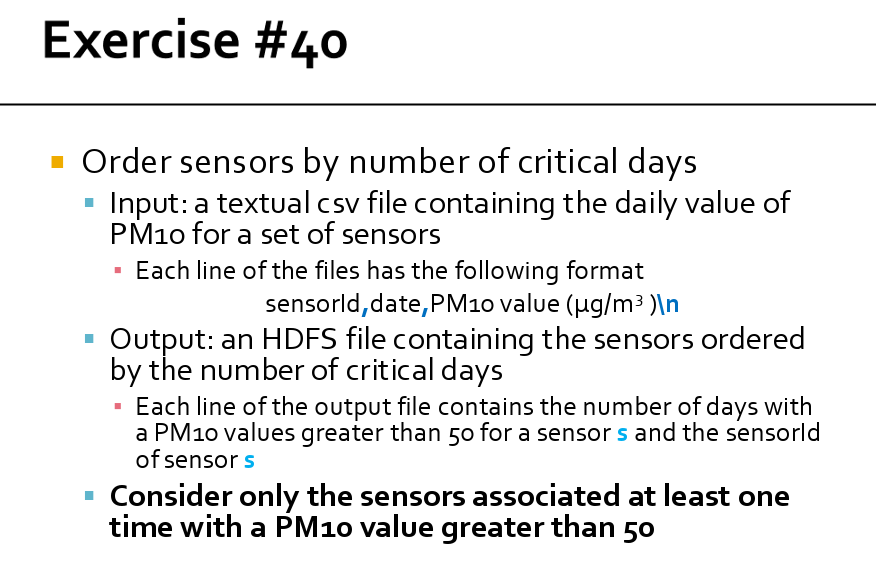 Exercise #40
Order sensors by number of critical days
Input: a textual csv file containing the daily value of
PM10 for a set of sensors
Each line of the files has the following format
sensorId,date,PM10 value (μg/m³ )\n
Output: an HDFS file containing the sensors ordered
by the number of critical days
Each line of the output file contains the number of days with
a PM10 values greater than 50 for a sensor s and the sensorId
of sensor s
Consider only the sensors associated at least one
time with a PM10 value greater than 50